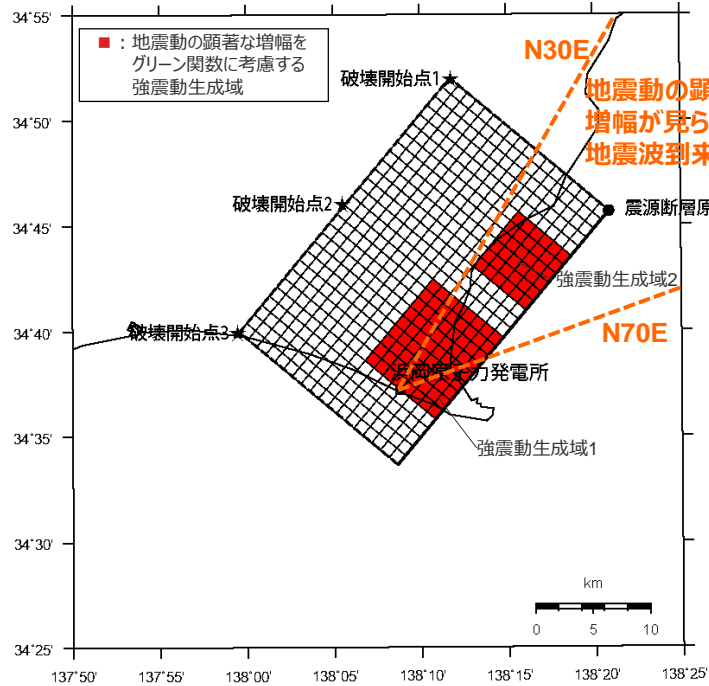 34°55'
■：地震動の顕著な増幅を
グリーン関数に考慮する
強震動生成域
N30E
破壊開始点1
地震動の顕
増幅が見ら
地震波到来
34°50'
破壊開始点2
震源断層原
34°45'
強震動生成域2
34°40'
破壊開始点3
N70E
浜岡原子力発電所
34°35'
強震動生成域1
34°30'
km
0 5 10
34°25'
137°50' 137°55' 138°00' 138°05' 138°10' 138°15' 138°20' 138°25'